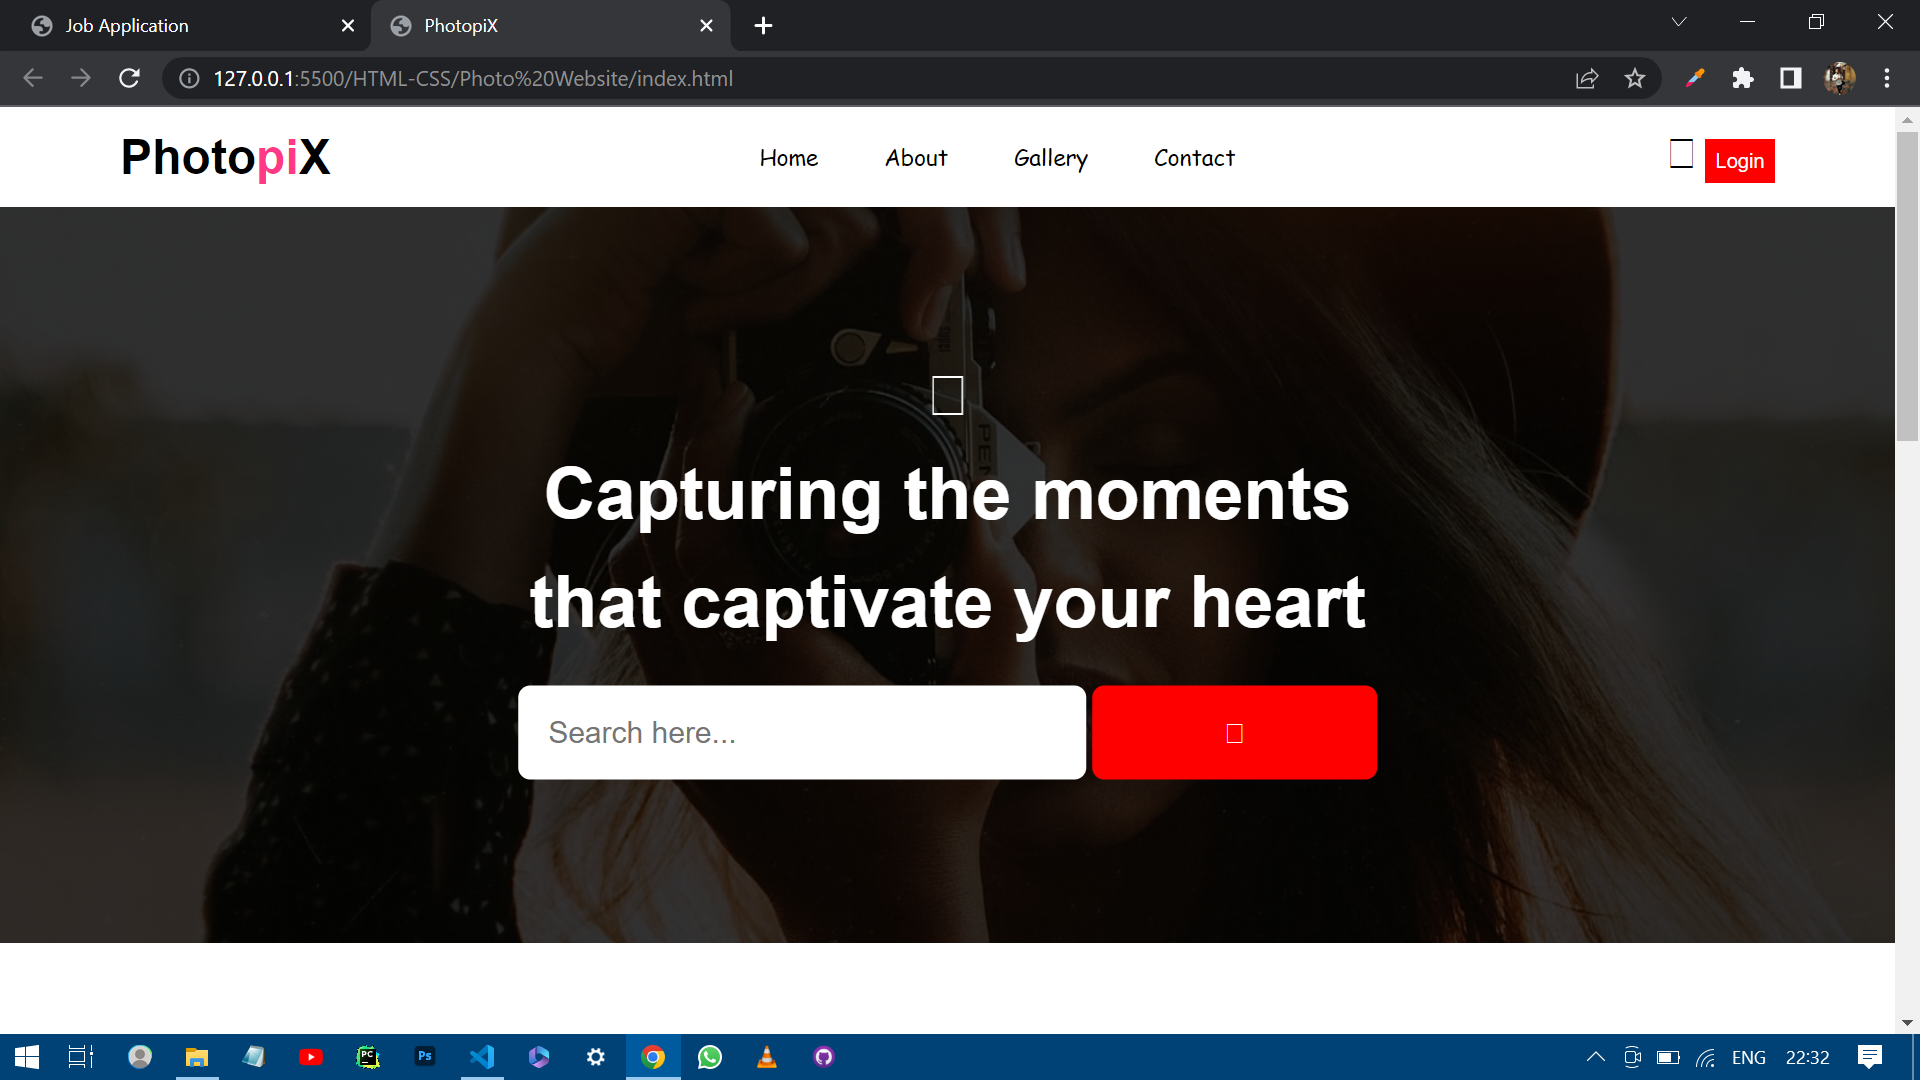 Job Application
PhotopiX
127.0.0.1:5500/HTML-CSS/Photo%20Website/index.html
PhotopiX
Home
About
Gallery
Contact
Login
PEN
Capturing the moments
that captivate your heart
Search here...
PC
Ps
ENG
22:32